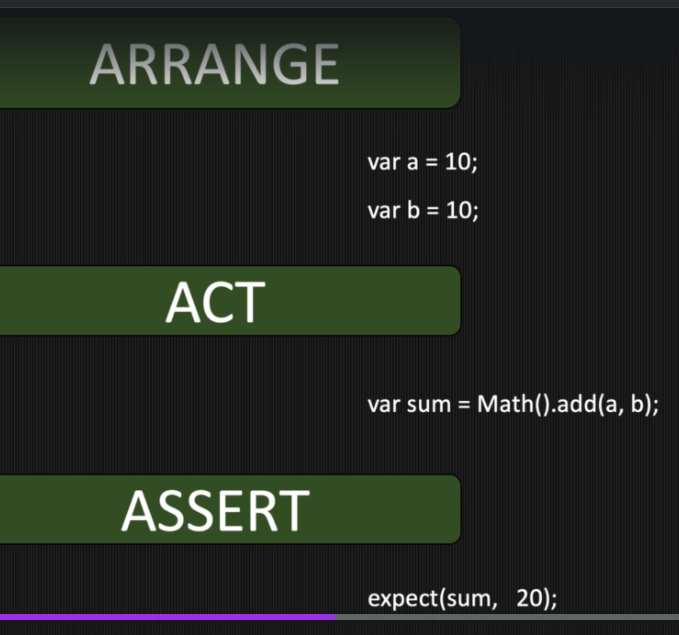 ARRANGE
var a = 10;
var b = 10;
ACT
var sum = Math().add(a, b);
ASSERT
expect(sum, 20);